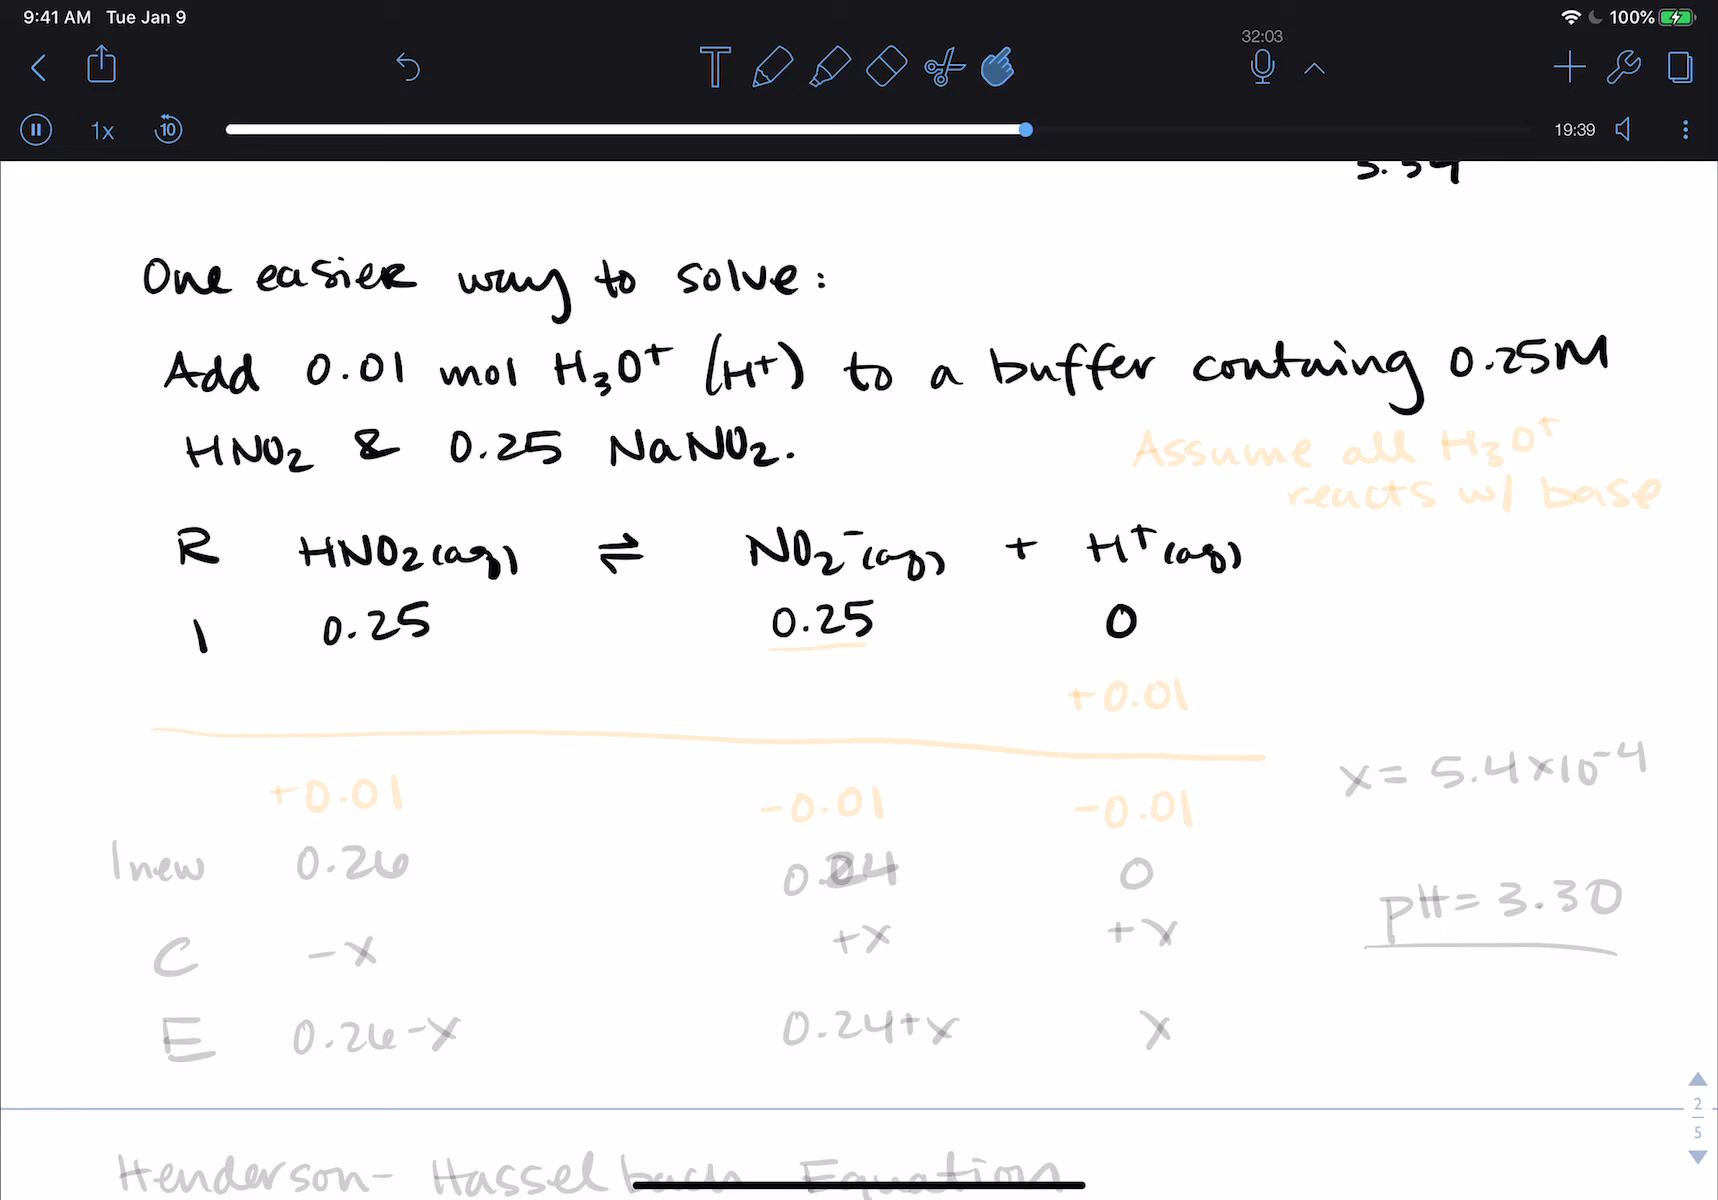 9:41 AM Tue Jan 9
100%
32:03
1x
10
19:39
One easier way to solve:
Add 0.01 mol H₃O⁺ (H⁺) to a buffer containg 0.25M
HNO₂ & 0.25 NaNO₂.
Assume all H₃O⁺
reacts w/ base
R HNO₂(aq) ⇌ NO₂⁻(aq) + H⁺(aq)
I 0.25 0.25 0
+0.01
+0.01 -0.01 -0.01
x= 5.4x10⁻⁴
Inew 0.26 0.24 0
pH= 3.30
C -x +x +x
E 0.26-x 0.24+x x
2
5
Henderson- Hasselbach Equation